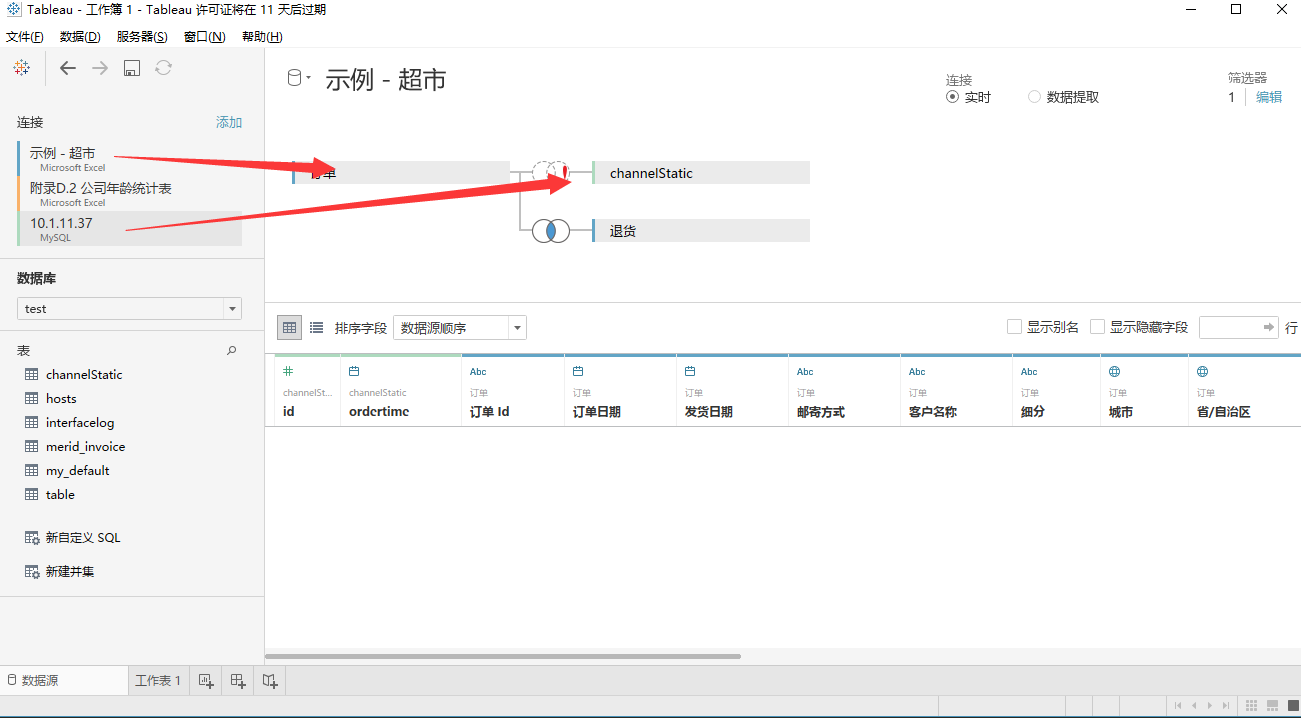 Tableau - 工作簿 1 - Tableau 许可证将在 11 天后过期
文件(F) 数据(D) 服务器(S) 窗口(N) 帮助(H)
示例 - 超市
连接
实时 数据提取
筛选器
1 编辑
连接 添加
示例 - 超市
Microsoft Excel
附录D.2 公司年龄统计表
Microsoft Excel
10.1.11.37
MySQL
订单
channelStatic
退货
数据库
test
表
channelStatic
hosts
interfacelog
merid_invoice
my_default
table
新自定义 SQL
新建并集
排序字段 数据源顺序 显示别名 显示隐藏字段 行
Abc Abc Abc Abc
channelSt... channelStatic 订单 订单 订单 订单 订单 订单 订单 订单
id ordertime 订单 Id 订单日期 发货日期 邮寄方式 客户名称 细分 城市 省/自治区
数据源 工作表 1